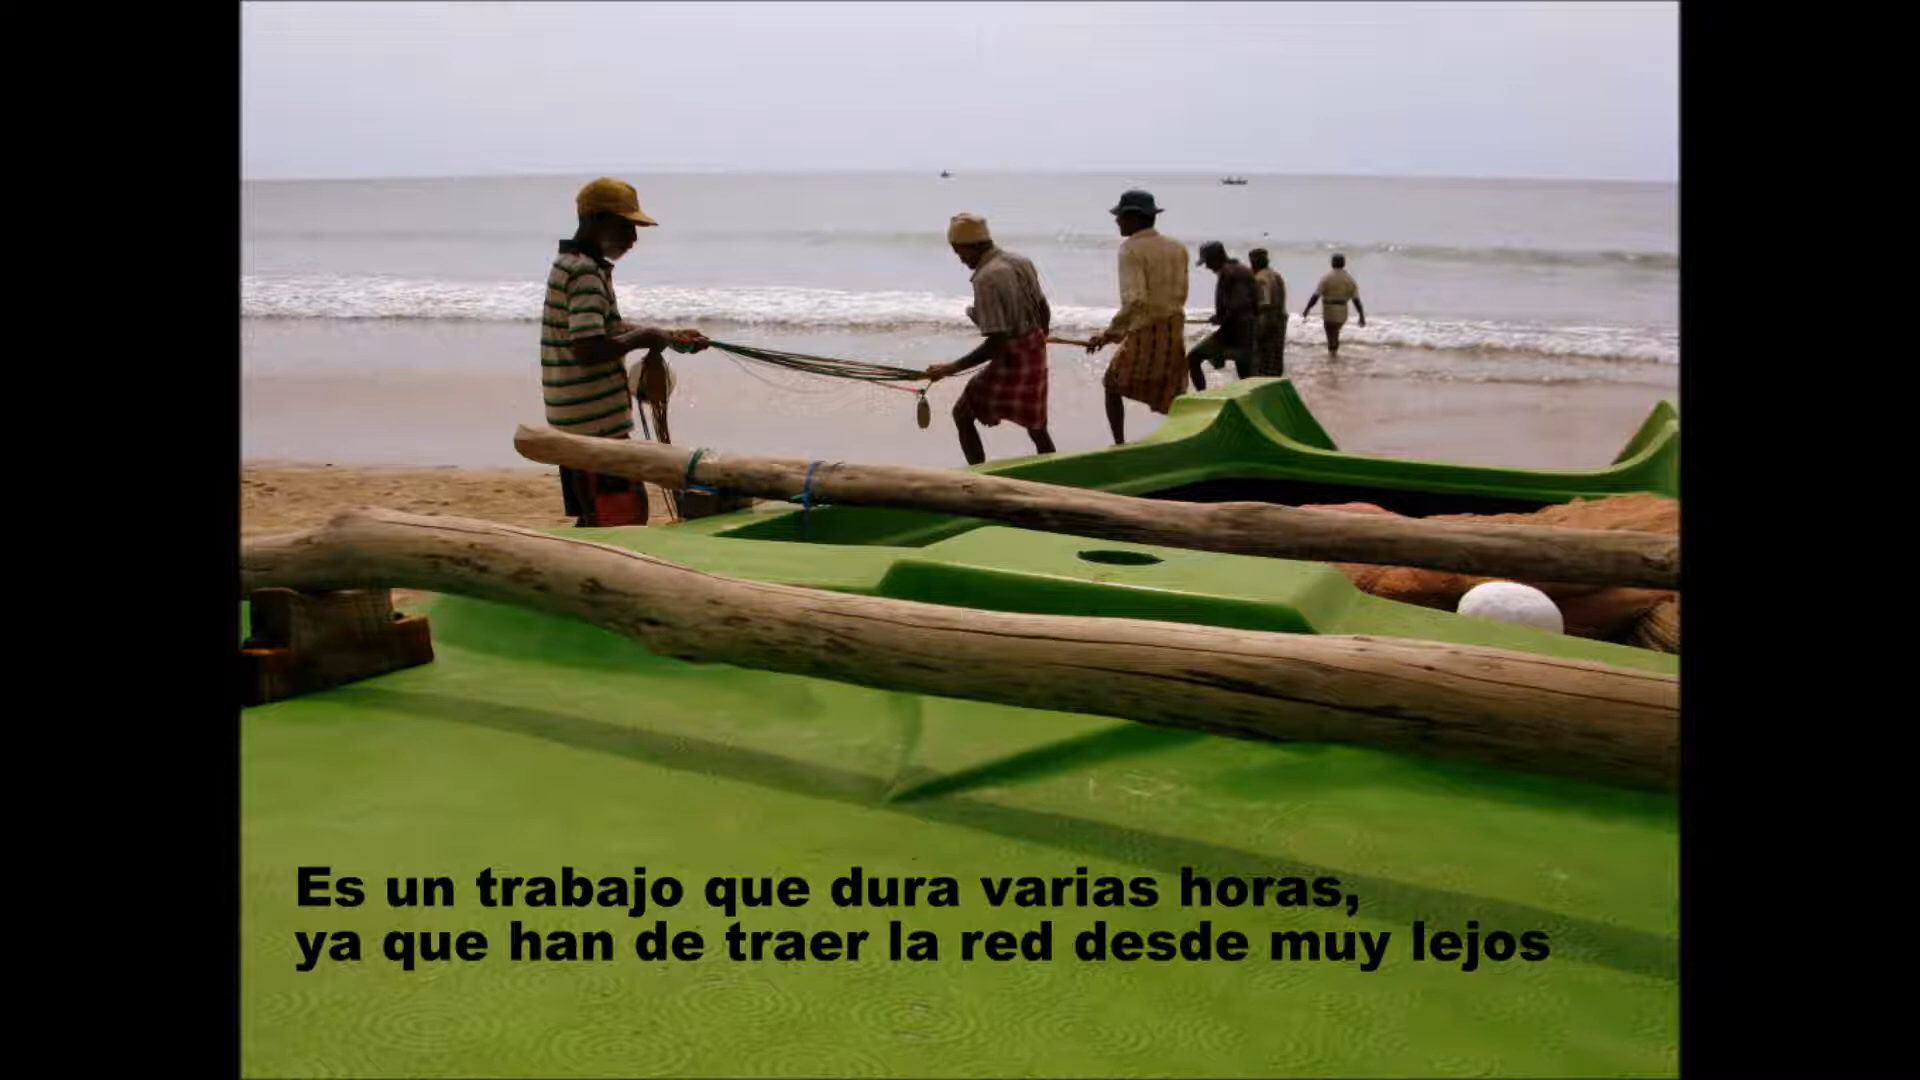 Es un trabajo que dura varias horas,
ya que han de traer la red desde muy lejos